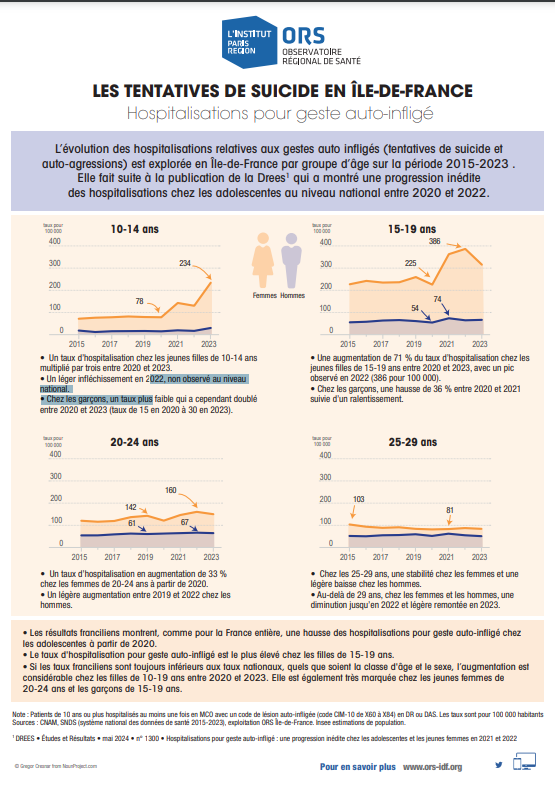 L'INSTITUT
PARIS
REGION
ORS
OBSERVATOIRE
RÉGIONAL DE SANTÉ
LES TENTATIVES DE SUICIDE EN ÎLE-DE-FRANCE
Hospitalisations pour geste auto-infligé
L'évolution des hospitalisations relatives aux gestes auto infligés (tentatives de suicide et
auto-agressions) est explorée en Île-de-France par groupe d'âge sur la période 2015-2023 .
Elle fait suite à la publication de la Drees¹ qui a montré une progression inédite
des hospitalisations chez les adolescentes au niveau national entre 2020 et 2022.
taux pour
100 000
10-14 ans
400
300
200
100
0
234
78
2015 2017 2019 2021 2023
Femmes Hommes
taux pour
100 000
15-19 ans
400
300
200
100
0
386
225
74
54
2015 2017 2019 2021 2023
• Un taux d'hospitalisation chez les jeunes filles de 10-14 ans
multiplié par trois entre 2020 et 2023.
• Un léger infléchissement en 2022, non observé au niveau
national.
• Chez les garçons, un taux plus faible qui a cependant doublé
entre 2020 et 2023 (taux de 15 en 2020 à 30 en 2023).
• Une augmentation de 71 % du taux d'hospitalisation chez les
jeunes filles de 15-19 ans entre 2020 et 2023, avec un pic
observé en 2022 (386 pour 100 000).
• Chez les garçons, une hausse de 36 % entre 2020 et 2021
suivie d'un ralentissement.
taux pour
100 000
20-24 ans
400
300
200
100
0
160
142
61
67
2015 2017 2019 2021 2023
taux pour
100 000
25-29 ans
400
300
200
100
0
103
81
2015 2017 2019 2021 2023
• Un taux d'hospitalisation en augmentation de 33 %
chez les femmes de 20-24 ans à partir de 2020.
• Un légère augmentation entre 2019 et 2022 chez les
hommes.
• Chez les 25-29 ans, une stabilité chez les femmes et une
légère baisse chez les hommes.
• Au-delà de 29 ans, chez les femmes et les hommes, une
diminution jusqu'en 2022 et légère remontée en 2023.
• Les résultats franciliens montrent, comme pour la France entière, une hausse des hospitalisations pour geste auto-infligé chez
les adolescentes à partir de 2020.
• Le taux d'hospitalisation pour geste auto-infligé est le plus élevé chez les filles de 15-19 ans.
• Si les taux franciliens sont toujours inférieurs aux taux nationaux, quels que soient la classe d'âge et le sexe, l'augmentation est
considérable chez les filles de 10-19 ans entre 2020 et 2023. Elle est également très marquée chez les jeunes femmes de
20-24 ans et les garçons de 15-19 ans.
Note : Patients de 10 ans ou plus hospitalisés au moins une fois en MCO avec un code de lésion auto-infligée (code CIM-10 de X60 à X84) en DR ou DAS. Les taux sont pour 100 000 habitants
Sources : CNAM, SNDS (système national des données de santé 2015-2023), exploitation ORS Île-de-France. Insee estimations de population.
¹ DREES • Études et Résultats • mai 2024 • n° 1300 • Hospitalisations pour geste auto-infligé : une progression inédite chez les adolescentes et les jeunes femmes en 2021 et 2022
© Gregor Cresnar from NounProject.com
Pour en savoir plus www.ors-idf.org